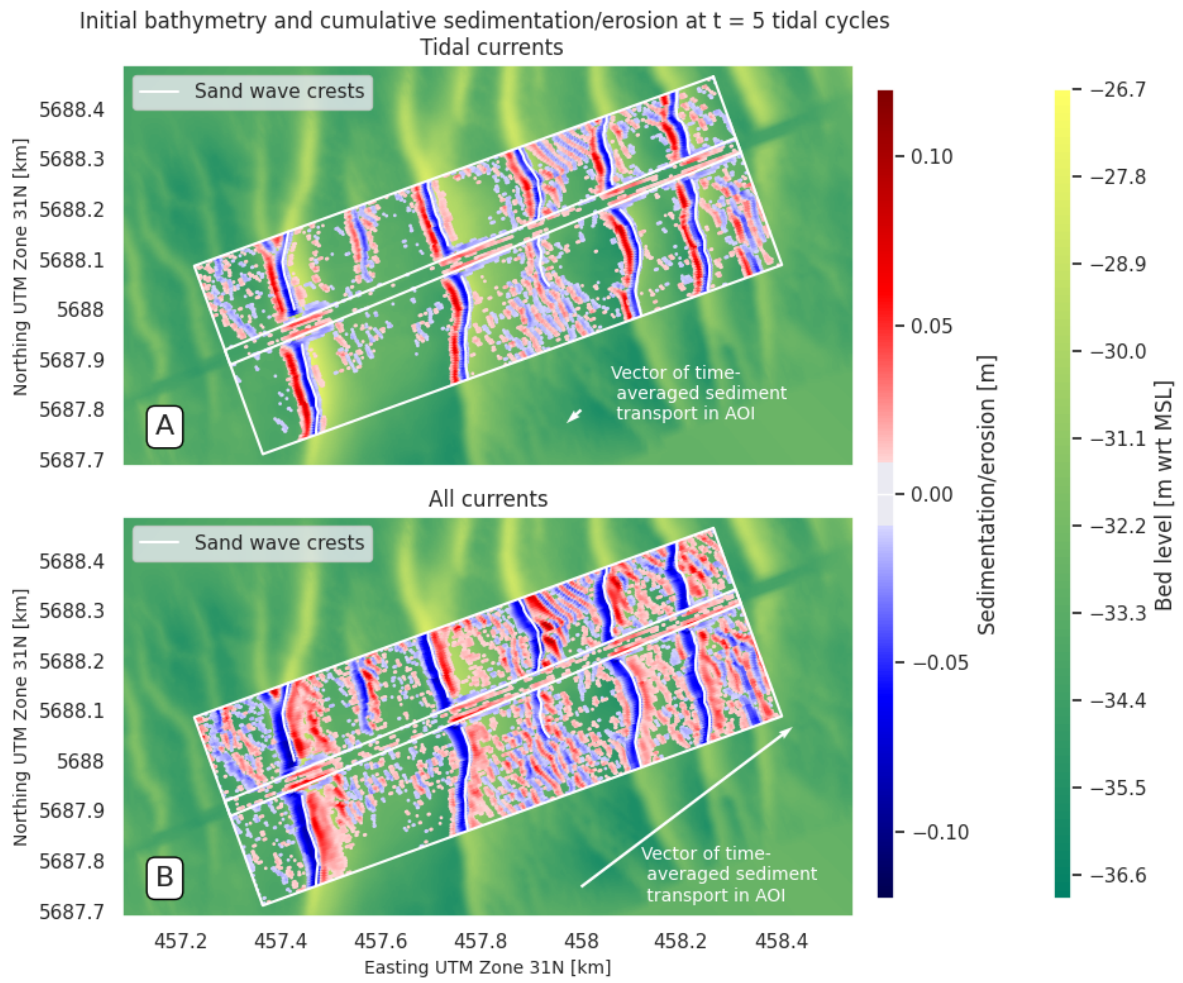 Initial bathymetry and cumulative sedimentation/erosion at t = 5 tidal cycles
Tidal currents
Sand wave crests
5688.4
5688.3
5688.2
5688.1
5688
5687.9
5687.8
5687.7
Northing UTM Zone 31N [km]
A
Vector of time-
averaged sediment
transport in AOI
All currents
Sand wave crests
5688.4
5688.3
5688.2
5688.1
5688
5687.9
5687.8
5687.7
Northing UTM Zone 31N [km]
B
Vector of time-
averaged sediment
transport in AOI
457.2
457.4
457.6
457.8
458
458.2
458.4
Easting UTM Zone 31N [km]
0.10
0.05
0.00
−0.05
−0.10
Sedimentation/erosion [m]
−26.7
−27.8
−28.9
−30.0
−31.1
−32.2
−33.3
−34.4
−35.5
−36.6
Bed level [m wrt MSL]